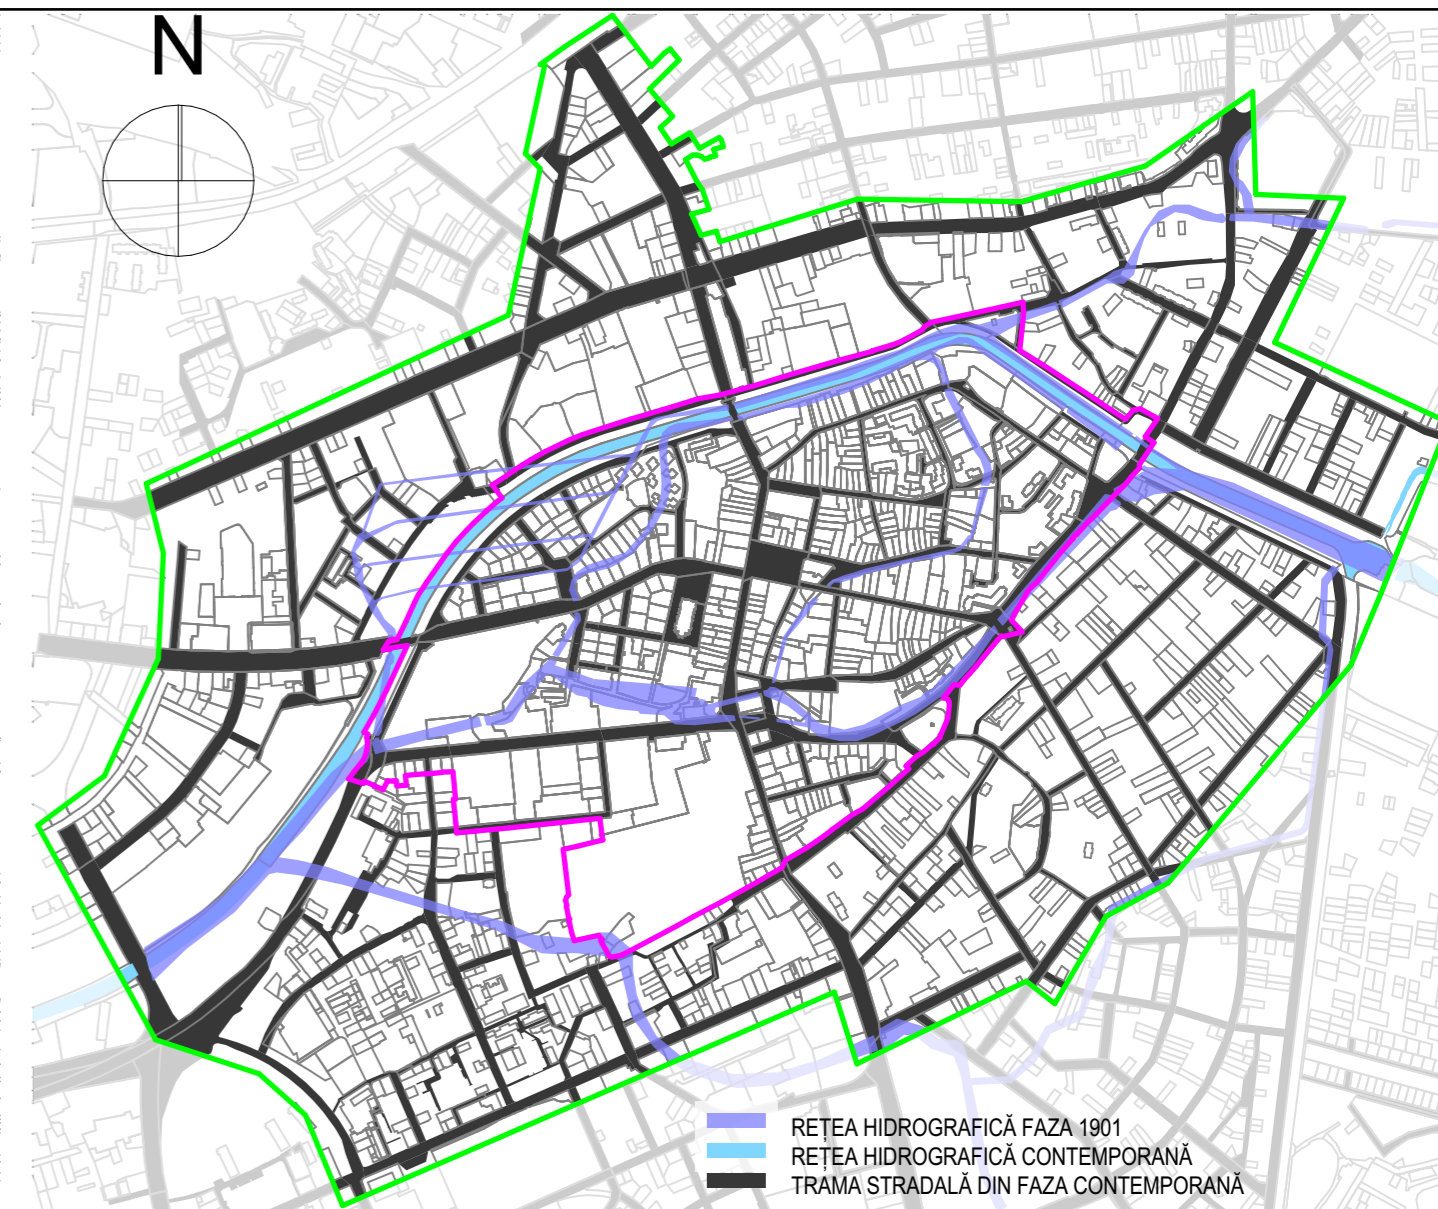 N
REȚEA HIDROGRAFICĂ FAZA 1901
REȚEA HIDROGRAFICĂ CONTEMPORANĂ
TRAMA STRADALĂ DIN FAZA CONTEMPORANĂ